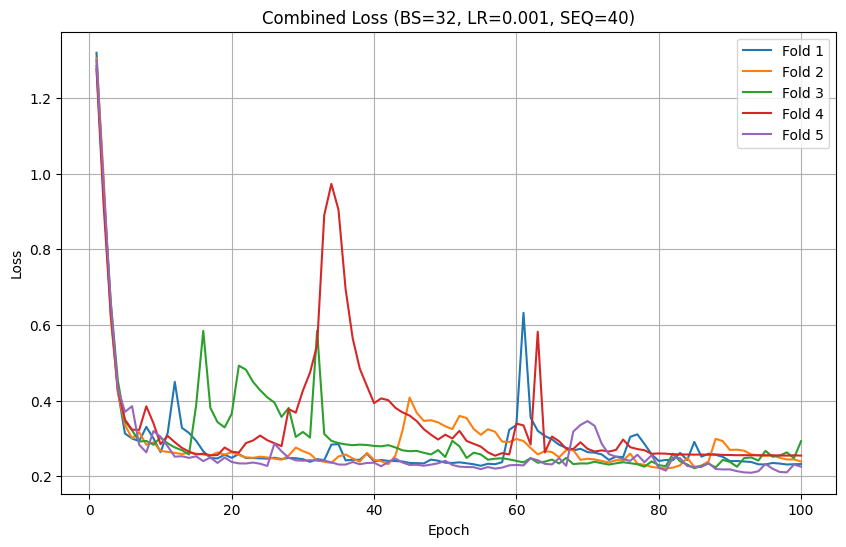 Combined Loss (BS=32, LR=0.001, SEQ=40)
Fold 1
Fold 2
Fold 3
Fold 4
Fold 5
1.2
1.0
0.8
0.6
0.4
0.2
Loss
0 20 40 60 80 100
Epoch